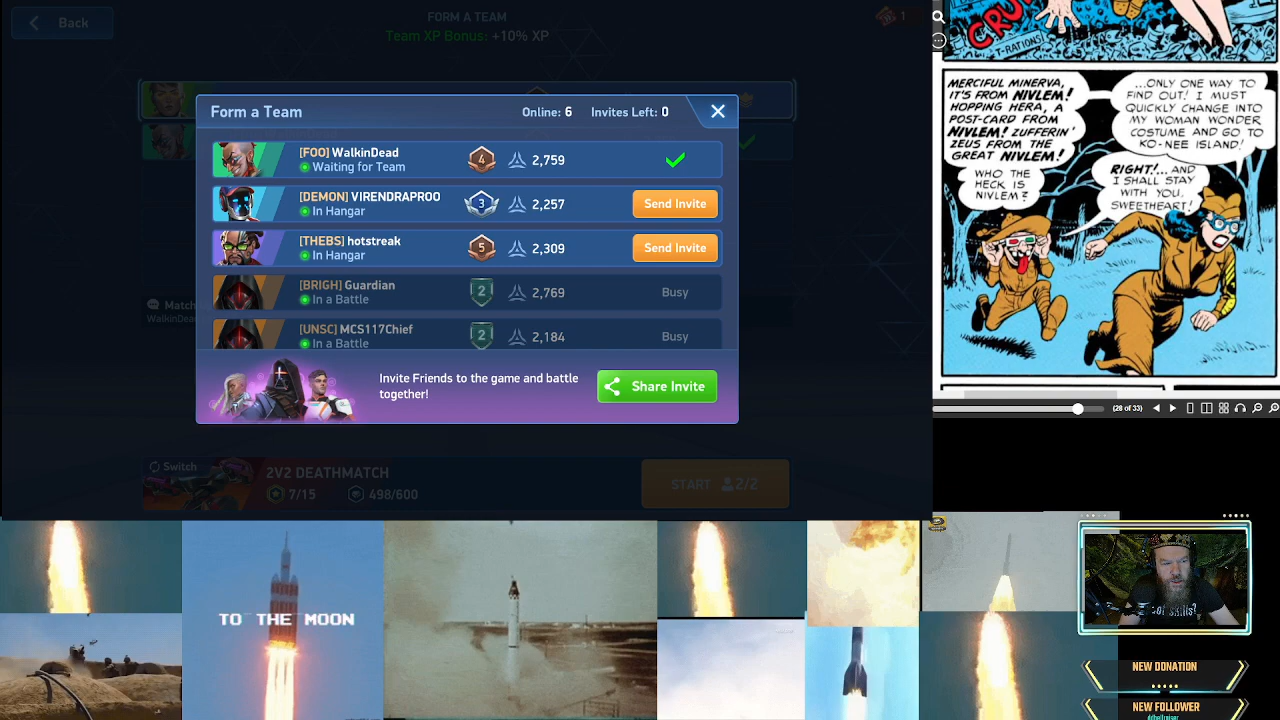 Back
FORM A TEAM
Team XP Bonus: +10% XP
1
Form a Team
Online: 6
Invites Left: 0
[FOO] WalkinDead
Waiting for Team
4
2,759
[DEMON] VIRENDRAPROO
In Hangar
3
2,257
Send Invite
[THEBS] hotstreak
In Hangar
5
2,309
Send Invite
[BRIGH] Guardian
In a Battle
2
2,769
Busy
[UNSC] MCS117Chief
In a Battle
2
2,184
Busy
Match
WalkinDea
Invite Friends to the game and battle
together!
Share Invite
Switch
2V2 DEATHMATCH
7/15
498/600
START
2/2
T-RATIONS
MERCIFUL MINERVA,
IT'S FROM NIVLEM!
HOPPING HERA, A
POST-CARD FROM
NIVLEM! ZUFFERIN'
ZEUS FROM THE
GREAT NIVLEM!
WHO THE
HECK IS
NIVLEM?
...ONLY ONE WAY TO
FIND OUT! I MUST
QUICKLY CHANGE INTO
MY WOMAN WONDER
COSTUME AND GO TO
KO-NEE ISLAND!
RIGHT!...AND
I SHALL STAY
WITH YOU,
SWEETHEART!
(28 of 33)
TO THE MOON
got skills?
NEW DONATION
NEW FOLLOWER